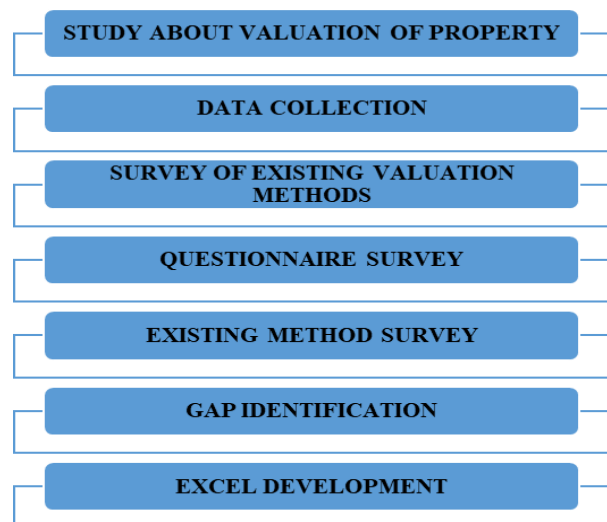 STUDY ABOUT VALUATION OF PROPERTY
DATA COLLECTION
SURVEY OF EXISTING VALUATION
METHODS
QUESTIONNAIRE SURVEY
EXISTING METHOD SURVEY
GAP IDENTIFICATION
EXCEL DEVELOPMENT